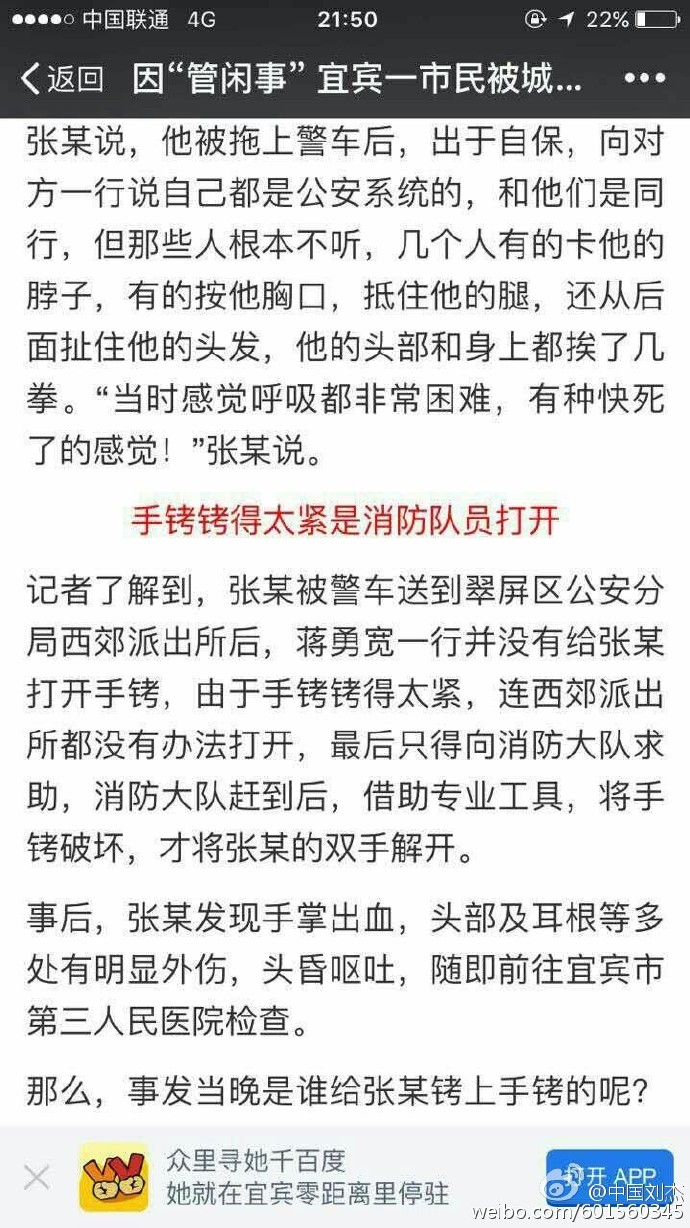 中国联通 4G 21:50 22%
返回 因“管闲事” 宜宾一市民被城...
张某说，他被拖上警车后，出于自保，向对
方一行说自己都是公安系统的，和他们是同
行，但那些人根本不听，几个人有的卡他的
脖子，有的按他胸口，抵住他的腿，还从后
面扯住他的头发，他的头部和身上都挨了几
拳。“当时感觉呼吸都非常困难，有种快死
了的感觉！”张某说。
手铐铐得太紧是消防队员打开
记者了解到，张某被警车送到翠屏区公安分
局西郊派出所后，蒋勇宽一行并没有给张某
打开手铐，由于手铐铐得太紧，连西郊派出
所都没有办法打开，最后只得向消防大队求
助，消防大队赶到后，借助专业工具，将手
铐破坏，才将张某的双手解开。
事后，张某发现手掌出血，头部及耳根等多
处有明显外伤，头昏呕吐，随即前往宜宾市
第三人民医院检查。
那么，事发当晚是谁给张某铐上手铐的呢？
众里寻她千百度
她就在宜宾零距离里停驻
打开 APP
@中国刘杰
weibo.com/601560345